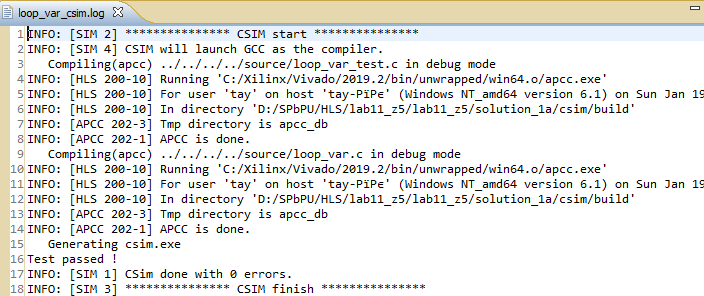 loop_var_csim.log
1 INFO: [SIM 2] *************** CSIM start ***************
2 INFO: [SIM 4] CSIM will launch GCC as the compiler.
3    Compiling(apcc) ../../../../source/loop_var_test.c in debug mode
4 INFO: [HLS 200-10] Running 'C:/Xilinx/Vivado/2019.2/bin/unwrapped/win64.o/apcc.exe'
5 INFO: [HLS 200-10] For user 'tay' on host 'tay-РїРє' (Windows NT_amd64 version 6.1) on Sun Jan 19
6 INFO: [HLS 200-10] In directory 'D:/SPbPU/HLS/lab11_z5/lab11_z5/solution_1a/csim/build'
7 INFO: [APCC 202-3] Tmp directory is apcc_db
8 INFO: [APCC 202-1] APCC is done.
9    Compiling(apcc) ../../../../source/loop_var.c in debug mode
10 INFO: [HLS 200-10] Running 'C:/Xilinx/Vivado/2019.2/bin/unwrapped/win64.o/apcc.exe'
11 INFO: [HLS 200-10] For user 'tay' on host 'tay-РїРє' (Windows NT_amd64 version 6.1) on Sun Jan 19
12 INFO: [HLS 200-10] In directory 'D:/SPbPU/HLS/lab11_z5/lab11_z5/solution_1a/csim/build'
13 INFO: [APCC 202-3] Tmp directory is apcc_db
14 INFO: [APCC 202-1] APCC is done.
15    Generating csim.exe
16 Test passed !
17 INFO: [SIM 1] CSim done with 0 errors.
18 INFO: [SIM 3] *************** CSIM finish ***************